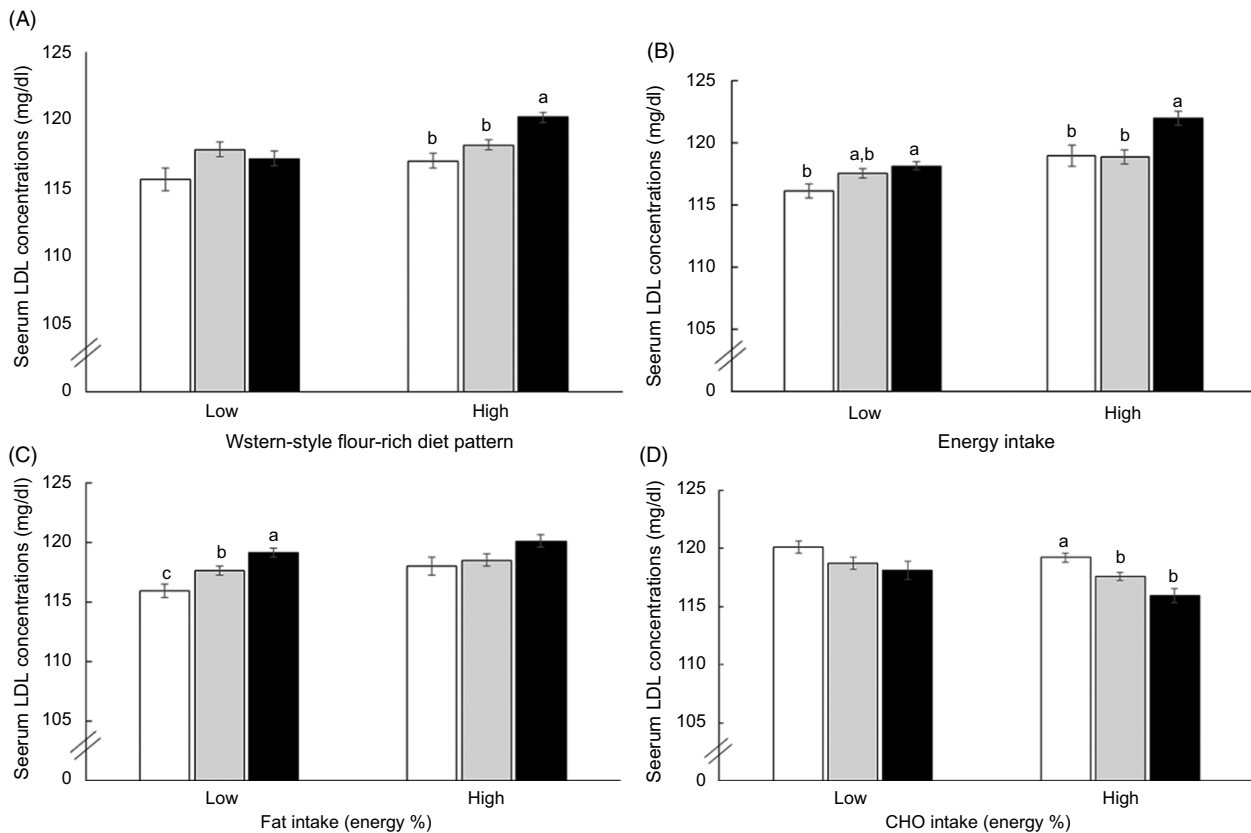 (A)
Seerum LDL concentrations (mg/dl)
125
120
115
110
105
0
b
b
a
Low
High
Wstern-style flour-rich diet pattern
(B)
Seerum LDL concentrations (mg/dl)
125
120
115
110
105
0
b
a,b
a
b
b
a
Low
High
Energy intake
(C)
Seerum LDL concentrations (mg/dl)
125
120
115
110
105
0
c
b
a
Low
High
Fat intake (energy %)
(D)
Seerum LDL concentrations (mg/dl)
125
120
115
110
105
0
a
b
b
Low
High
CHO intake (energy %)